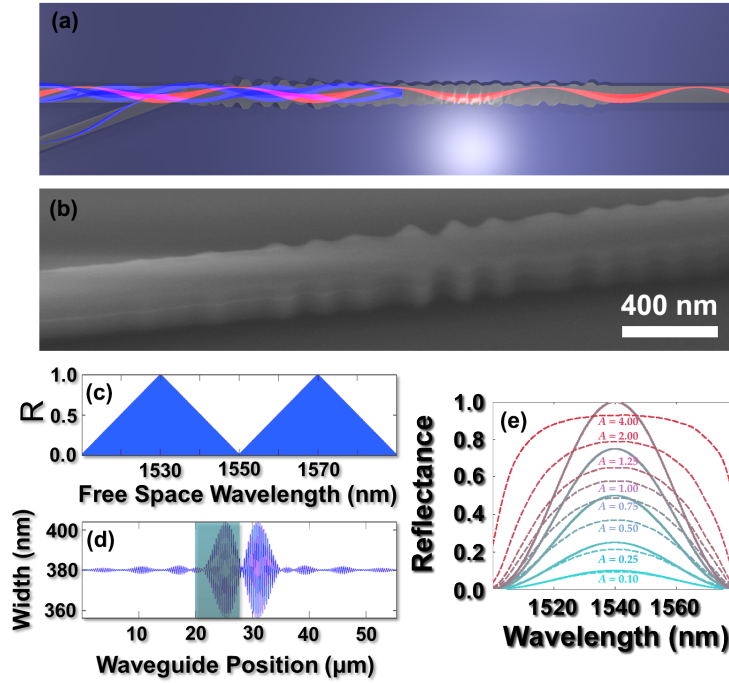 (a)
(b)
400 nm
(c)
R
1.0
0.5
0.0
1530
1550
1570
Free Space Wavelength (nm)
(d)
Width (nm)
400
380
360
10
20
30
40
50
Waveguide Position (μm)
(e)
Reflectance
1.0
0.8
0.6
0.4
0.2
0.0
A = 4.00
A = 2.00
A = 1.25
A = 1.00
A = 0.75
A = 0.50
A = 0.25
A = 0.10
1520
1540
1560
Wavelength (nm)